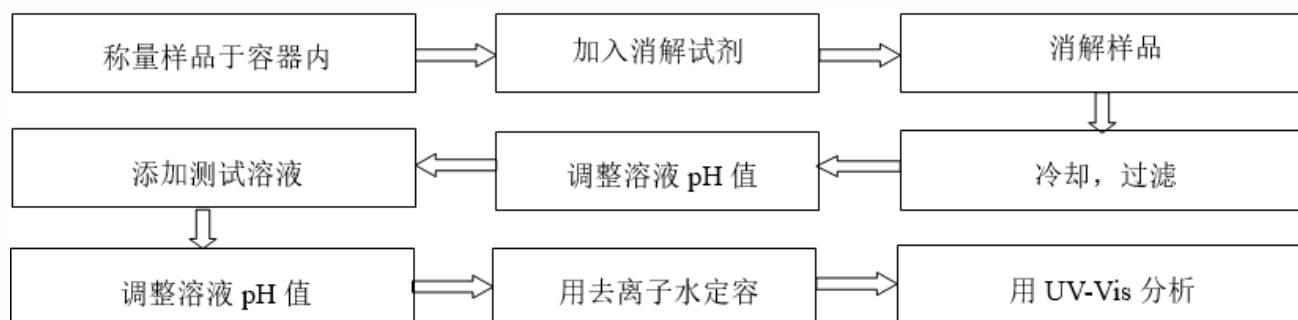 称量样品于容器内
加入消解试剂
消解样品
冷却，过滤
调整溶液 pH 值
添加测试溶液
调整溶液 pH 值
用去离子水定容
用 UV-Vis 分析